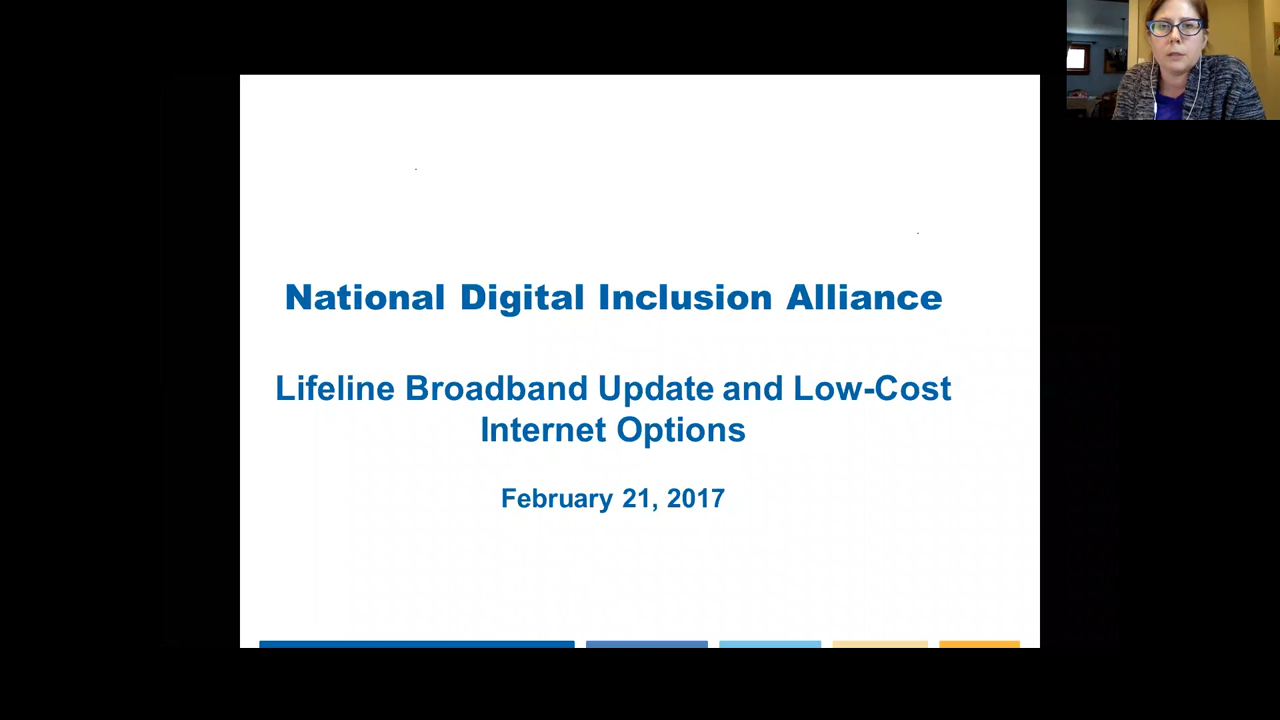 National Digital Inclusion Alliance
Lifeline Broadband Update and Low-Cost
Internet Options
February 21, 2017